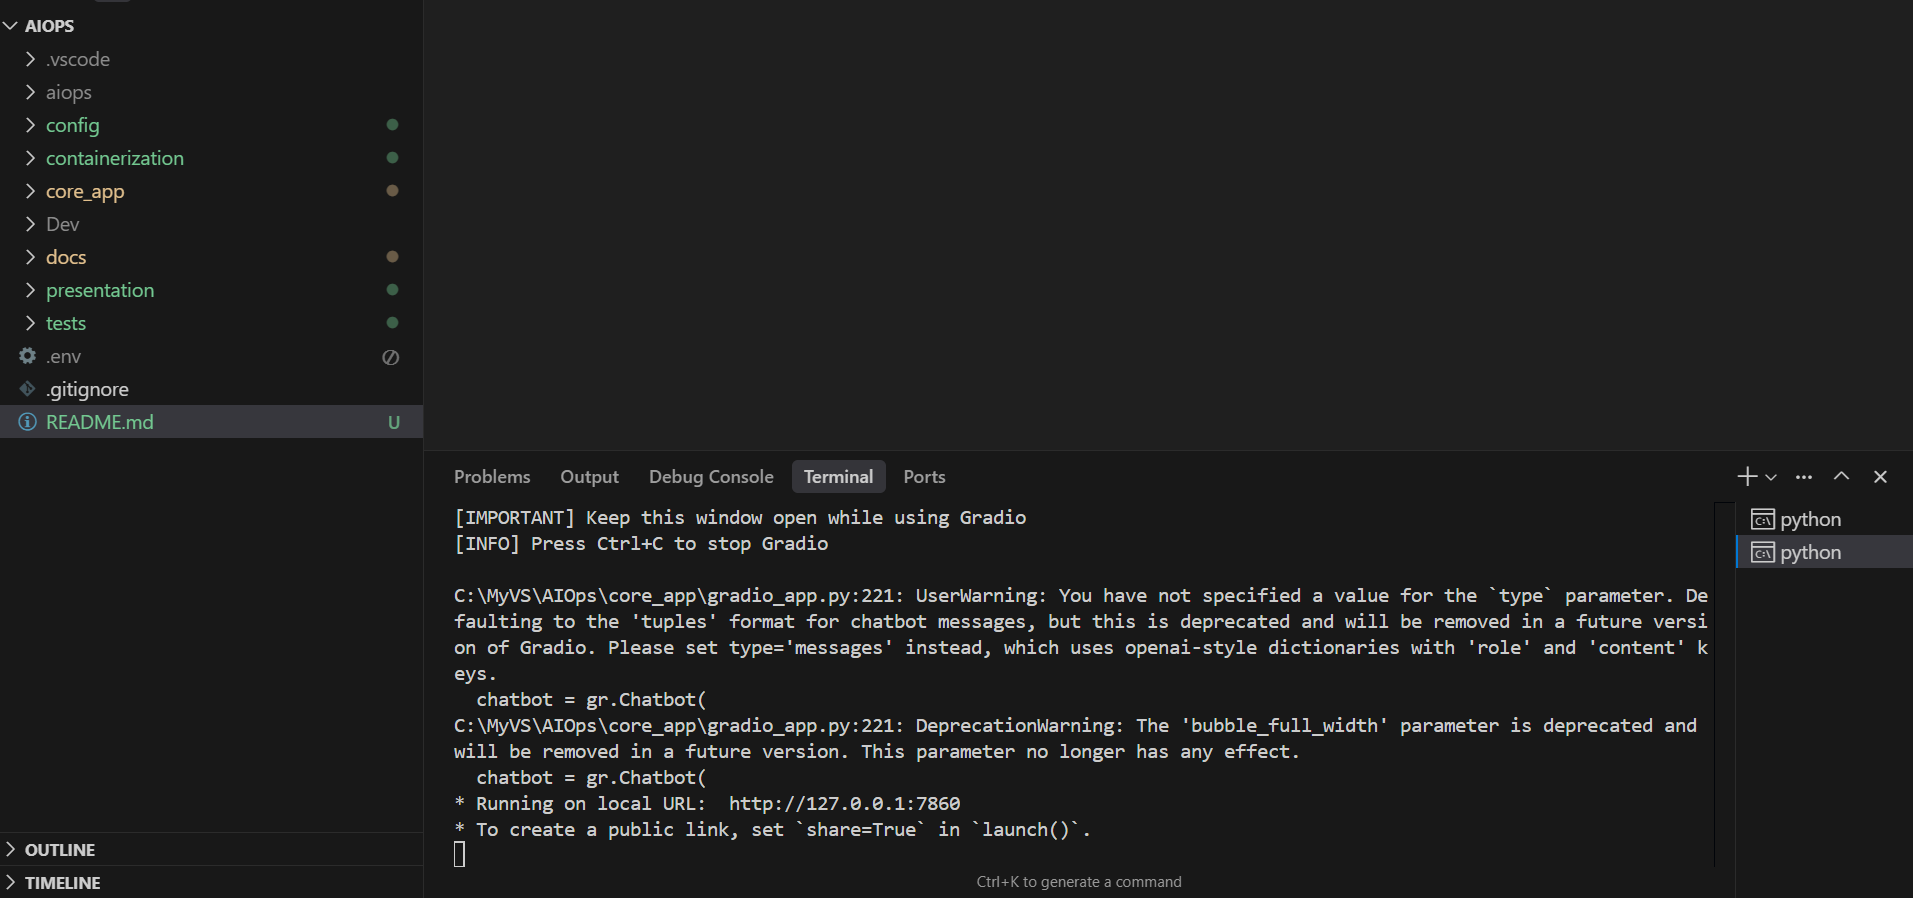 AIOPS
.vscode
aiops
config
containerization
core_app
Dev
docs
presentation
tests
.env
.gitignore
README.md U
OUTLINE
TIMELINE
Problems Output Debug Console Terminal Ports
[IMPORTANT] Keep this window open while using Gradio
[INFO] Press Ctrl+C to stop Gradio
C:\MyVS\AIOps\core_app\gradio_app.py:221: UserWarning: You have not specified a value for the `type` parameter. De
faulting to the 'tuples' format for chatbot messages, but this is deprecated and will be removed in a future versi
on of Gradio. Please set type='messages' instead, which uses openai-style dictionaries with 'role' and 'content' k
eys.
chatbot = gr.Chatbot(
C:\MyVS\AIOps\core_app\gradio_app.py:221: DeprecationWarning: The 'bubble_full_width' parameter is deprecated and
will be removed in a future version. This parameter no longer has any effect.
chatbot = gr.Chatbot(
* Running on local URL:  http://127.0.0.1:7860
* To create a public link, set `share=True` in `launch()`.
Ctrl+K to generate a command
python
python